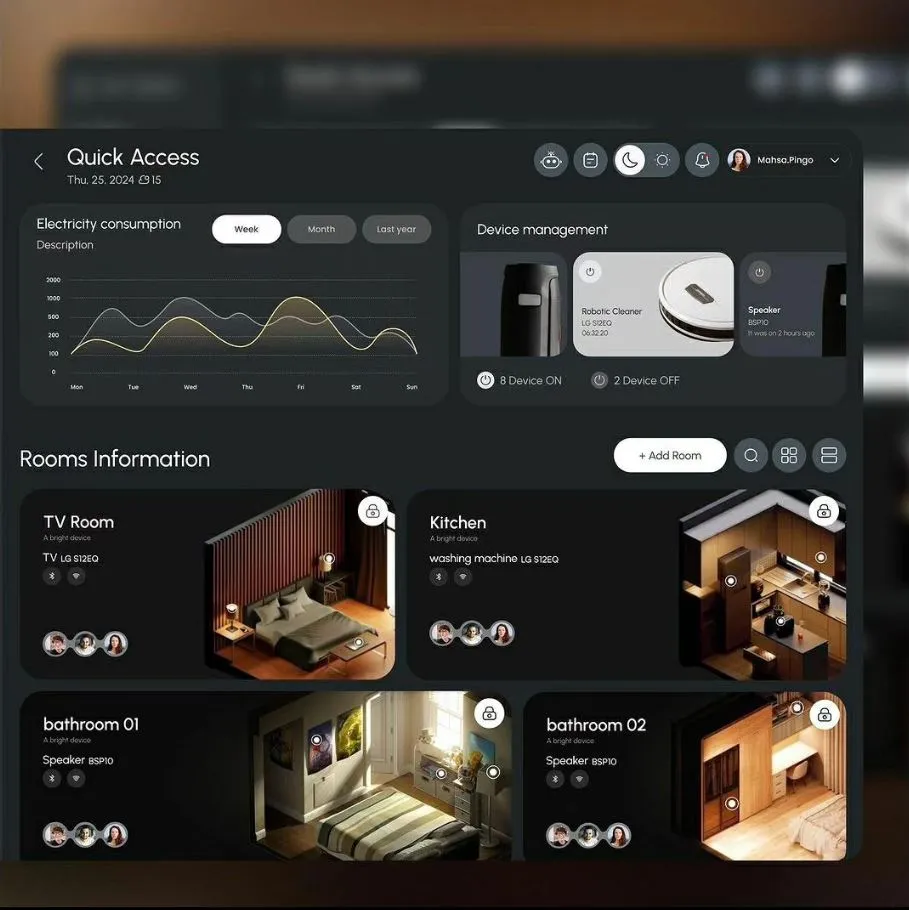 Quick Access
Thu, 25, 2024 15
Mahsa.Pingo
Electricity consumption
Description
Week
Month
Last year
2000
1000
500
200
100
0
Mon
Tue
Wed
Thu
Fri
Sat
Sun
Device management
Robotic Cleaner
LG S12EQ
06:32:20
Speaker
BSP10
It was on 2 hours ago
8 Device ON
2 Device OFF
Rooms Information
+ Add Room
TV Room
A bright device
TV LG S12EQ
Kitchen
A bright device
washing machine LG S12EQ
bathroom 01
A bright device
Speaker BSP10
bathroom 02
A bright device
Speaker BSP10